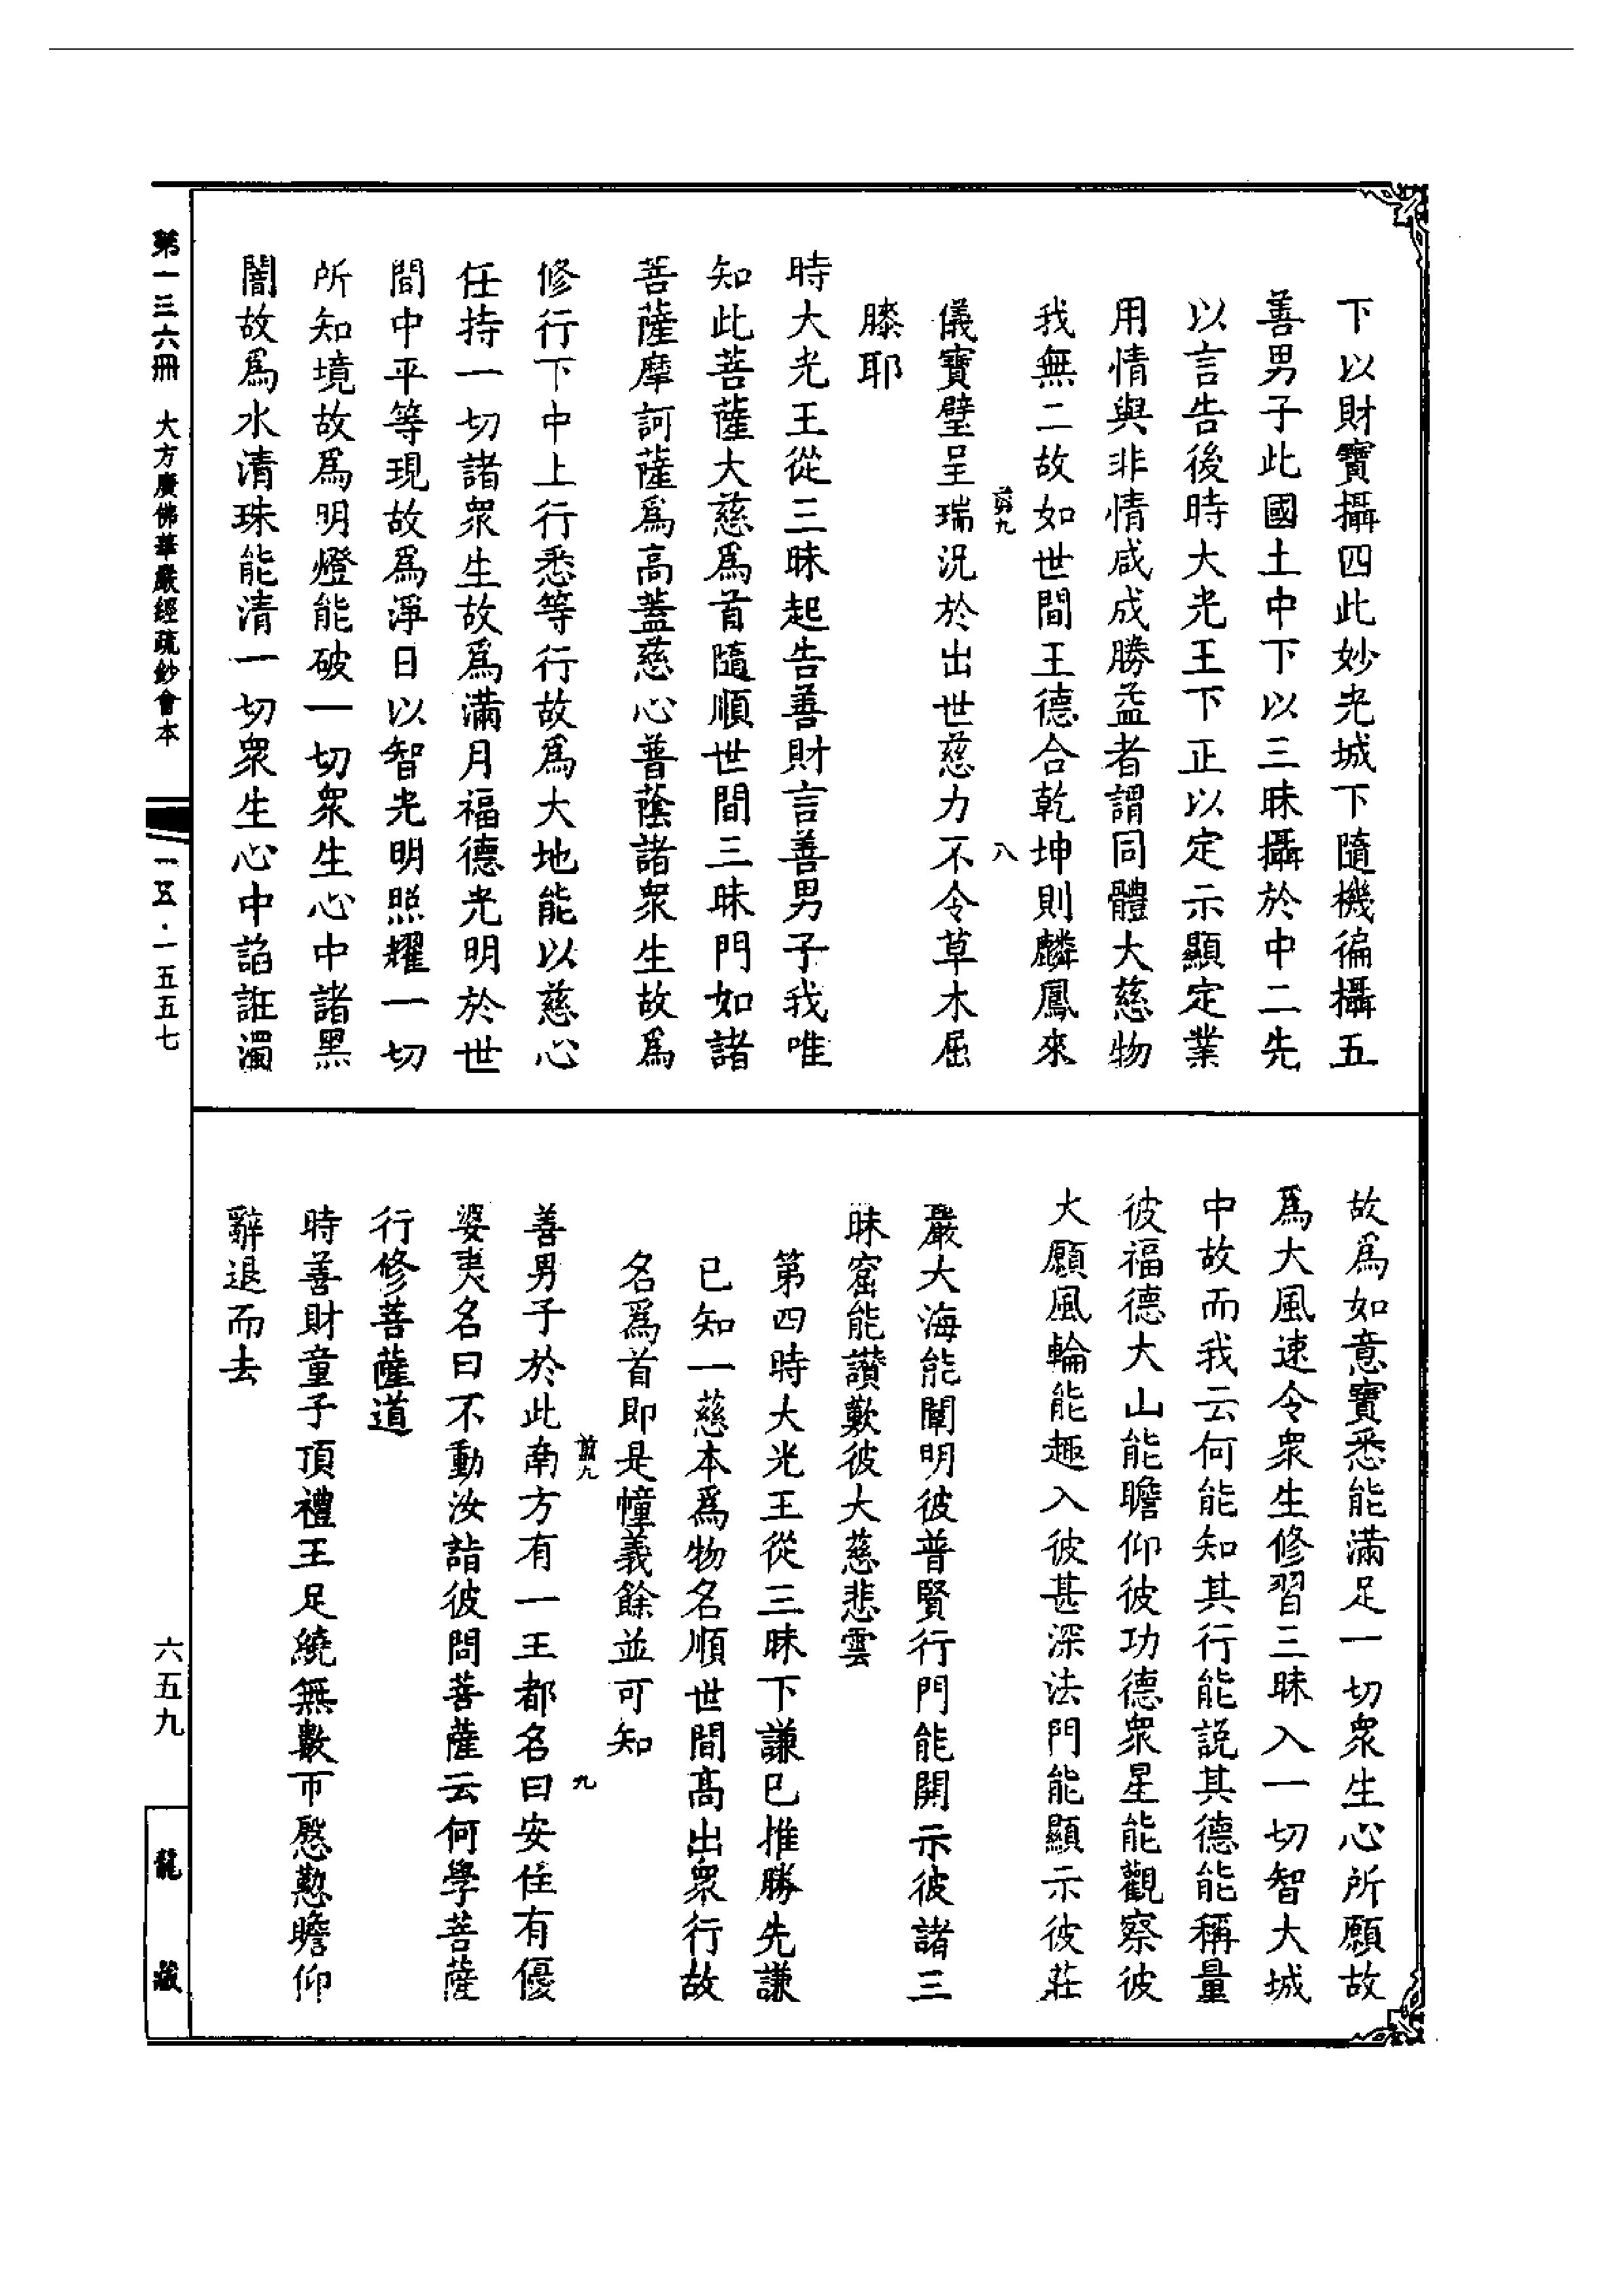 下以財寶攝四此妙光城下隨機徧攝五
善男子此國土中下以三昧攝於中二先
以言告後時大光王下正以定示顯定業
用情與非情咸成勝益者謂同體大慈物
我無二故如世間王德合乾坤則麟鳳來
翦九
八
儀寶璧呈瑞況於出世慈力不令草木屈
膝耶
時大光王從三昧起告善財言善男子我唯
知此菩薩大慈爲首隨順世間三昧門如諸
菩薩摩訶薩爲高蓋慈心普蔭諸衆生故爲
修行下中上行悉等行故爲大地能以慈心
任持一切諸衆生故爲滿月福德光明於世
間中平等現故爲淨日以智光明照耀一切
所知境故爲明燈能破一切衆生心中諸黑
闇故爲水清珠能清一切衆生心中諂誑濁
故爲如意寶悉能滿足一切衆生心所願故
爲大風速令衆生修習三昧入一切智大城
中故而我云何能知其行能說其德能稱量
彼福德大山能瞻仰彼功德衆星能觀察彼
大願風輪能趣入彼甚深法門能顯示彼莊
嚴大海能闡明彼普賢行門能開示彼諸三
昧窟能讚歎彼大慈悲雲
第四時大光王從三昧下謙已推勝先謙
已知一慈本爲物名順世間高出衆行故
名爲首即是幢義餘並可知
翦九
九
善男子於此南方有一王都名曰安住有優
婆夷名曰不動汝詣彼問菩薩云何學菩薩
行修菩薩道
時善財童子頂禮王足繞無數帀慇懃瞻仰
辭退而去
第一三六冊 大方廣佛華嚴經疏鈔會本
一五五·一五五七
六五九
龍藏